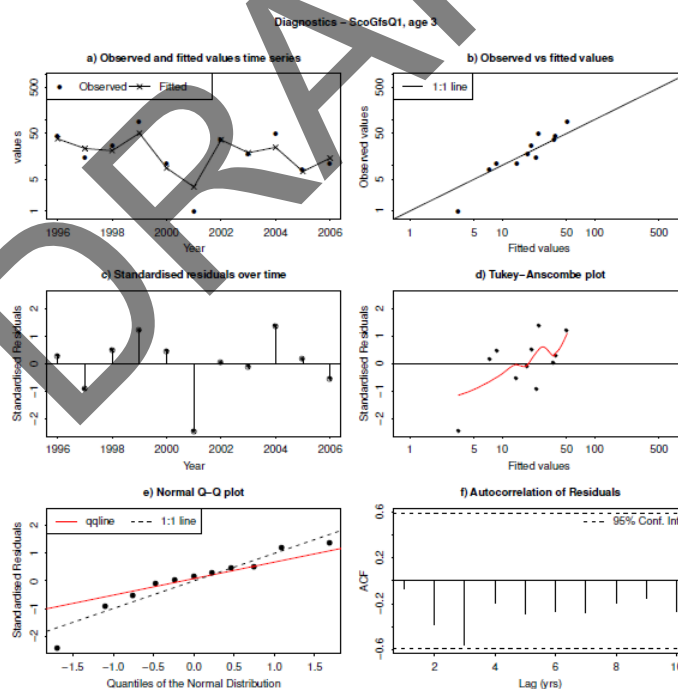 Diagnostics – ScoGfsQ1, age 3
a) Observed and fitted values time series
Observed Fitted
values
500
50
5
1
1996 1998 2000 2002 2004 2006
Year
b) Observed vs fitted values
1:1 line
Observed values
500
50
5
1
1 5 10 50 100 500
Fitted values
c) Standardised residuals over time
Standardised Residuals
2
1
0
−1
−2
1996 1998 2000 2002 2004 2006
Year
d) Tukey−Anscombe plot
Standardised Residuals
2
1
0
−1
−2
1 5 10 50 100 500
Fitted values
e) Normal Q−Q plot
qqline 1:1 line
Standardised Residuals
2
1
0
−1
−2
−1.5 −1.0 −0.5 0.0 0.5 1.0 1.5
Quantiles of the Normal Distribution
f) Autocorrelation of Residuals
95% Conf. Int
ACF
0.6
0.2
−0.2
−0.6
2 4 6 8 10
Lag (yrs)
DRA